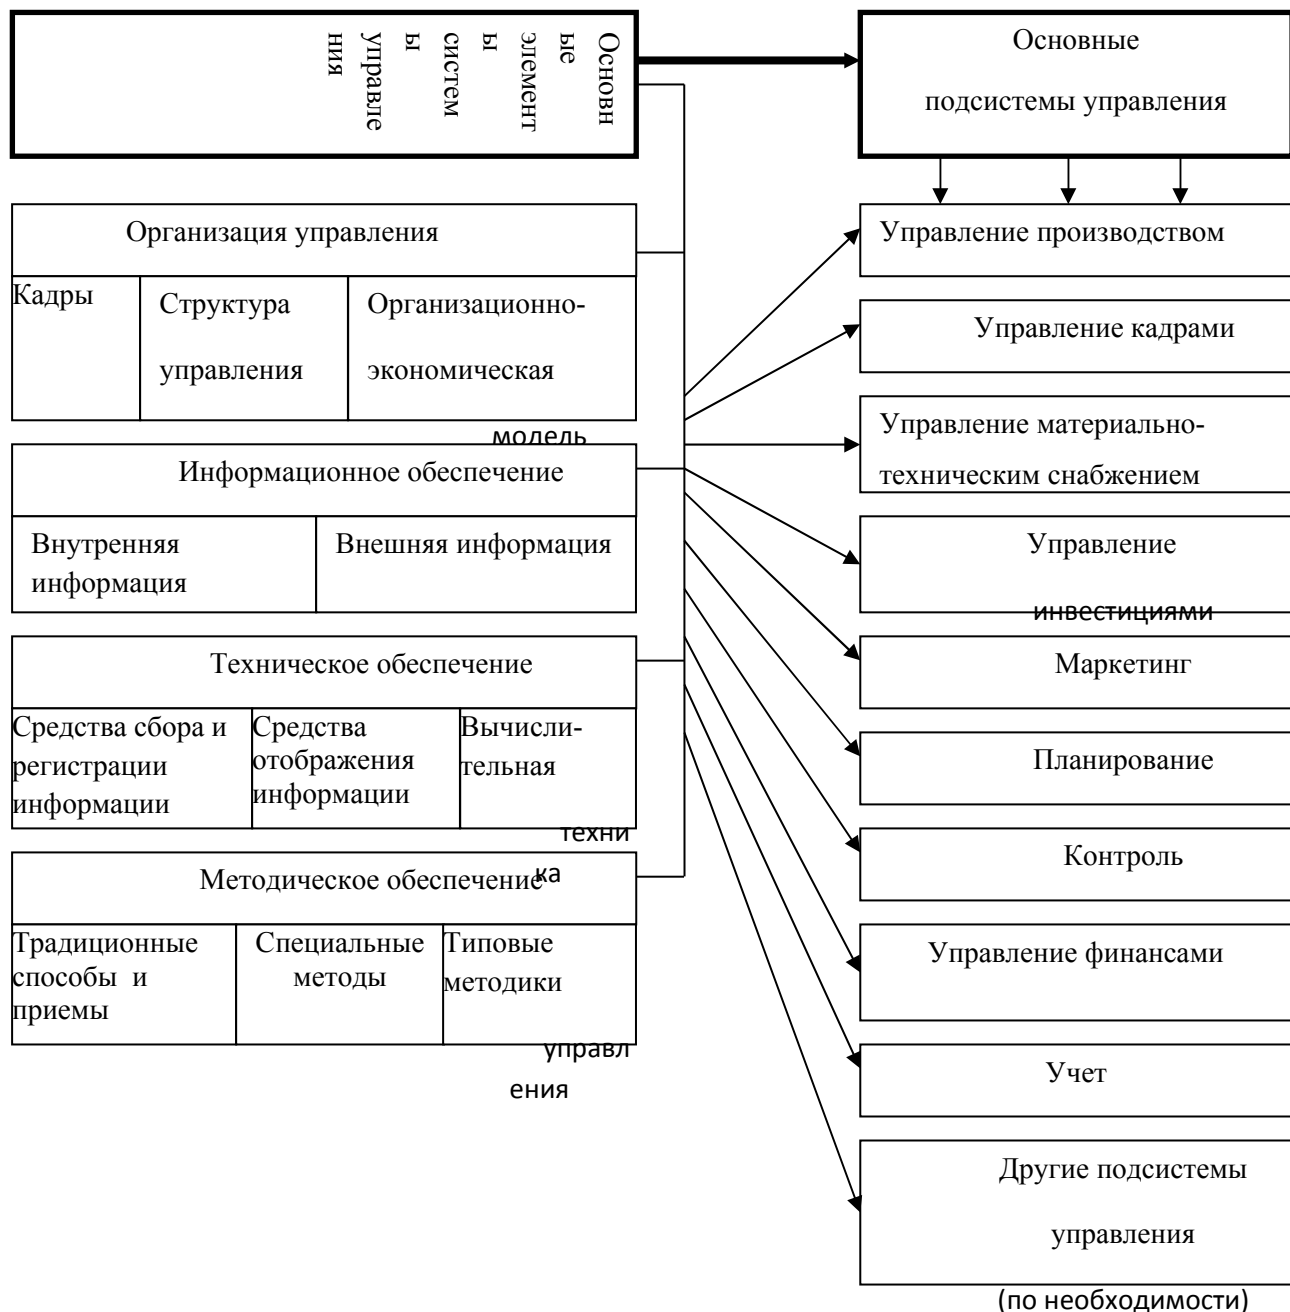 Основн
ые
элемент
ы
систем
ы
управле
ния
Основные
подсистемы управления
Организация управления
Кадры
Структура
управления
Организационно-
экономическая
модель
Информационное обеспечение
Внутренняя
информация
Внешняя информация
Техническое обеспечение
Средства сбора и
регистрации
информации
Средства
отображения
информации
Вычисли-
тельная
техни
ка
Методическое обеспечение
Традиционные
способы и
приемы
Специальные
методы
Типовые
методики
управл
ения
Управление производством
Управление кадрами
Управление материально-
техническим снабжением
Управление
инвестициями
Маркетинг
Планирование
Контроль
Управление финансами
Учет
Другие подсистемы
управления
(по необходимости)